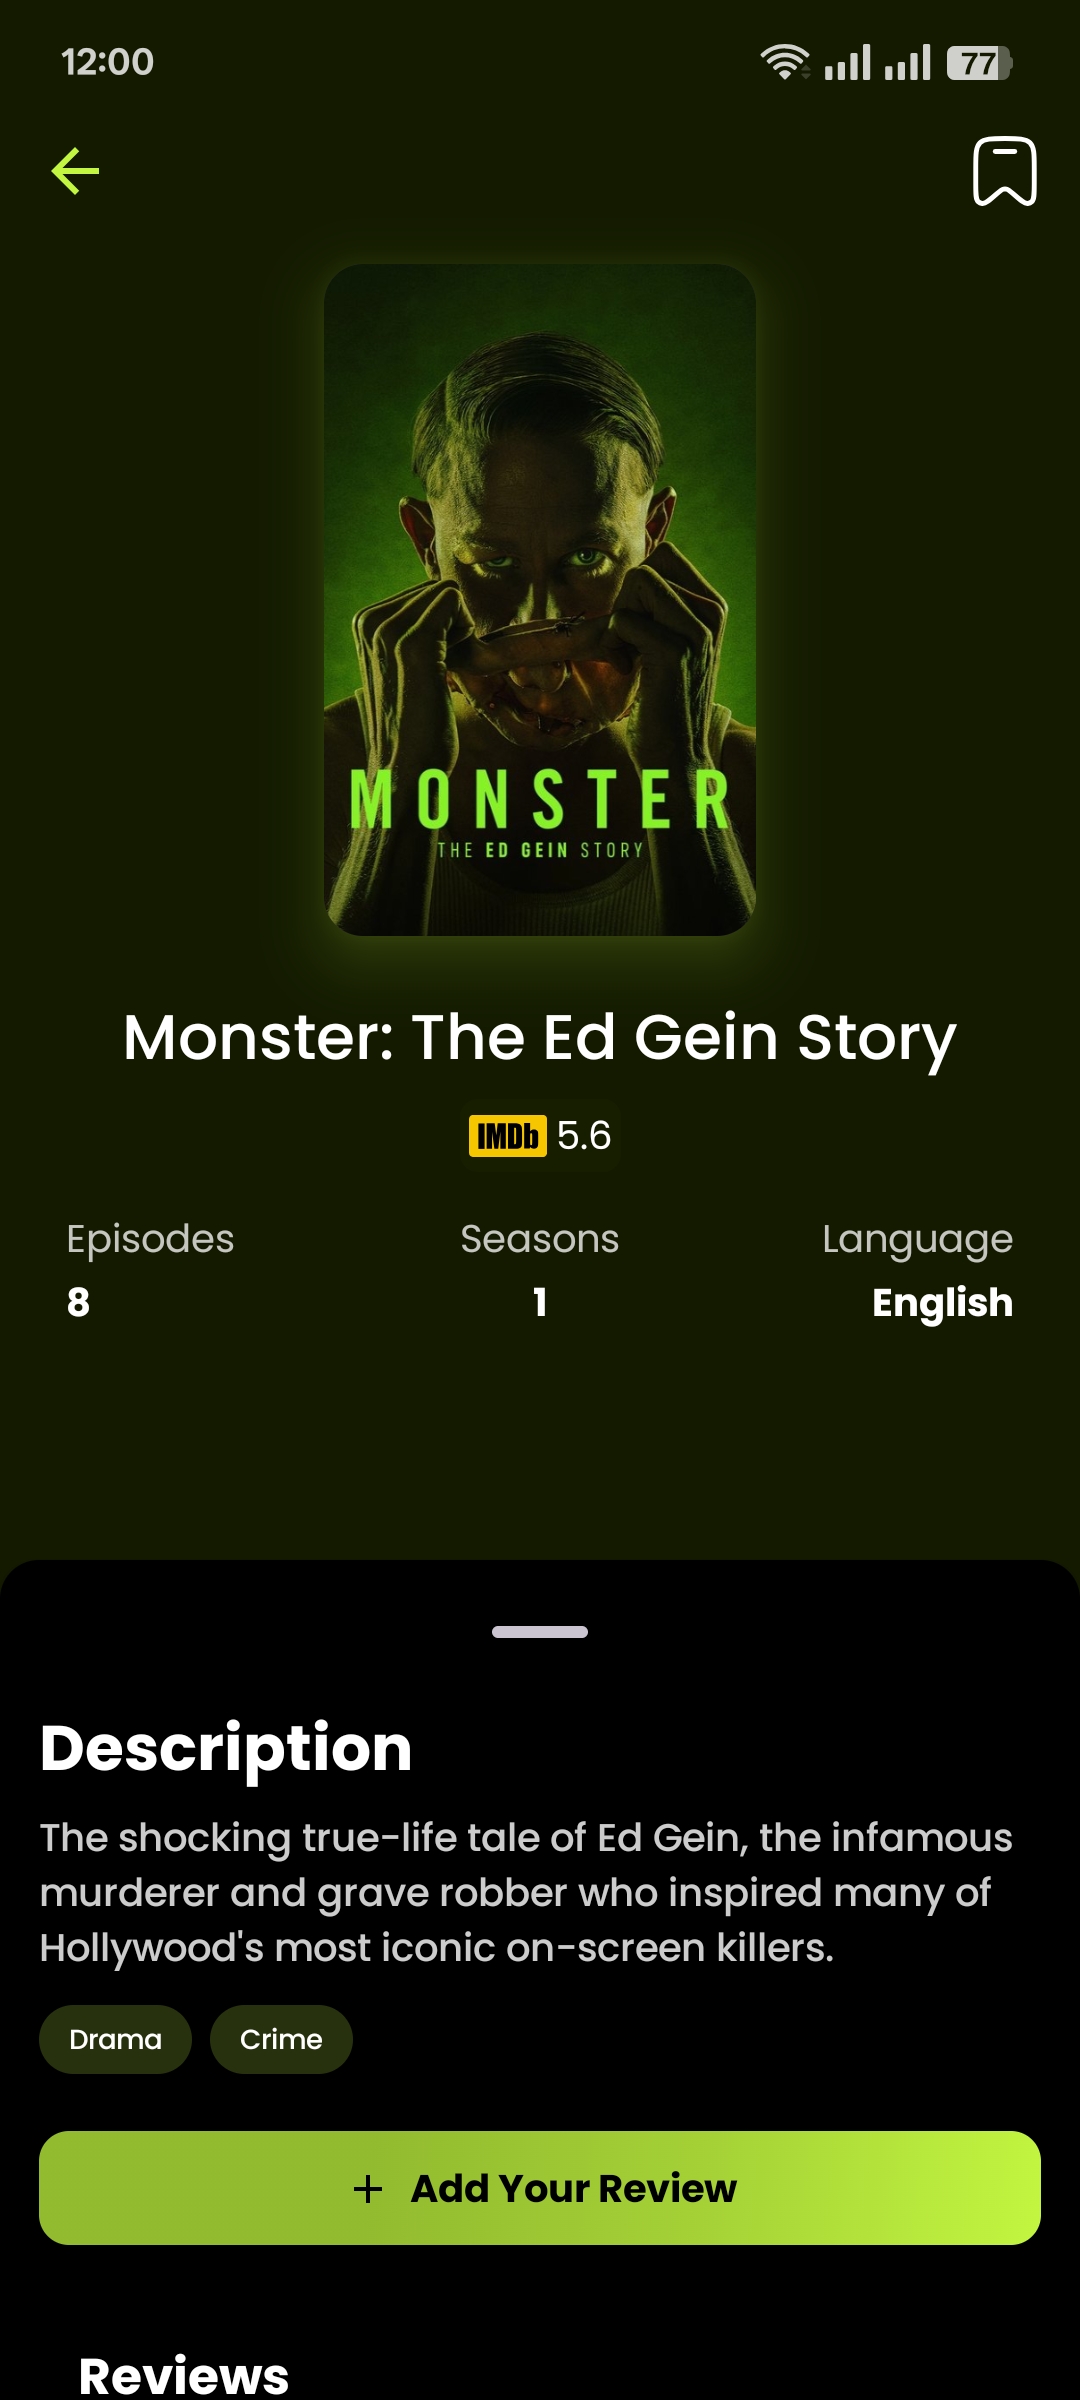 12:00
77
MONSTER
THE ED GEIN STORY
Monster: The Ed Gein Story
IMDb 5.6
Episodes Seasons Language
8 1 English
Description
The shocking true-life tale of Ed Gein, the infamous
murderer and grave robber who inspired many of
Hollywood's most iconic on-screen killers.
Drama Crime
+ Add Your Review
Reviews